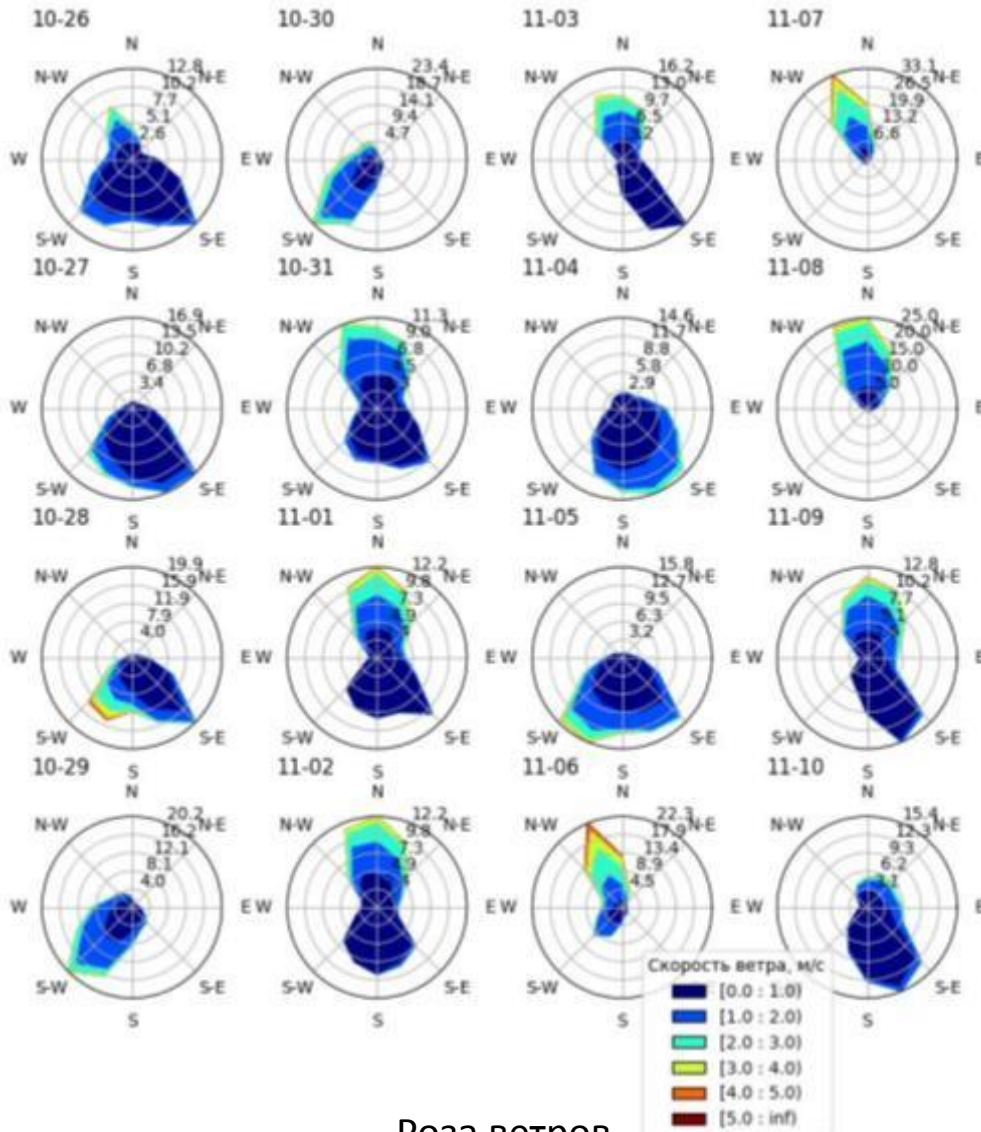 10-26 10-30 11-03 11-07
N N N N
N-W 12.8 N-E N-W 23.4 N-E N-W 16.2 N-E N-W 33.1 N-E
10.2 18.7 13.0 26.5
7.7 14.1 9.7 19.9
5.1 9.4 6.5 13.2
2.6 4.7 6.6
W E W E W E W E
S-W S-E S-W S-E S-W S-E S-W S-E
S S S S
10-27 10-31 11-04 11-08
N N N N
N-W 16.9 N-E N-W 11.3 N-E N-W 14.6 N-E N-W 25.0 N-E
13.5 9.0 11.7 20.0
10.2 6.8 8.8 15.0
6.8 5.8 10.0
3.4 2.9
W E W E W E W E
S-W S-E S-W S-E S-W S-E S-W S-E
S S S S
10-28 11-01 11-05 11-09
N N N N
N-W 19.9 N-E N-W 12.2 N-E N-W 15.8 N-E N-W 12.8 N-E
15.9 9.8 12.7 10.2
11.9 7.3 9.5 7.7
7.9 6.3
4.0 3.2
W E W E W E W E
S-W S-E S-W S-E S-W S-E S-W S-E
S S S S
10-29 11-02 11-06 11-10
N N N N
N-W 20.2 N-E N-W 12.2 N-E N-W 22.3 N-E N-W 15.4 N-E
16.2 9.8 17.9 12.3
12.1 7.3 13.4 9.3
8.1 8.9 6.2
4.0 4.5
W E W E W E W E
S-W S-E S-W S-E S-W S-E
S S S
Скорость ветра, м/с
[0.0 : 1.0)
[1.0 : 2.0)
[2.0 : 3.0)
[3.0 : 4.0)
[4.0 : 5.0)
[5.0 : inf)
Роза ветров